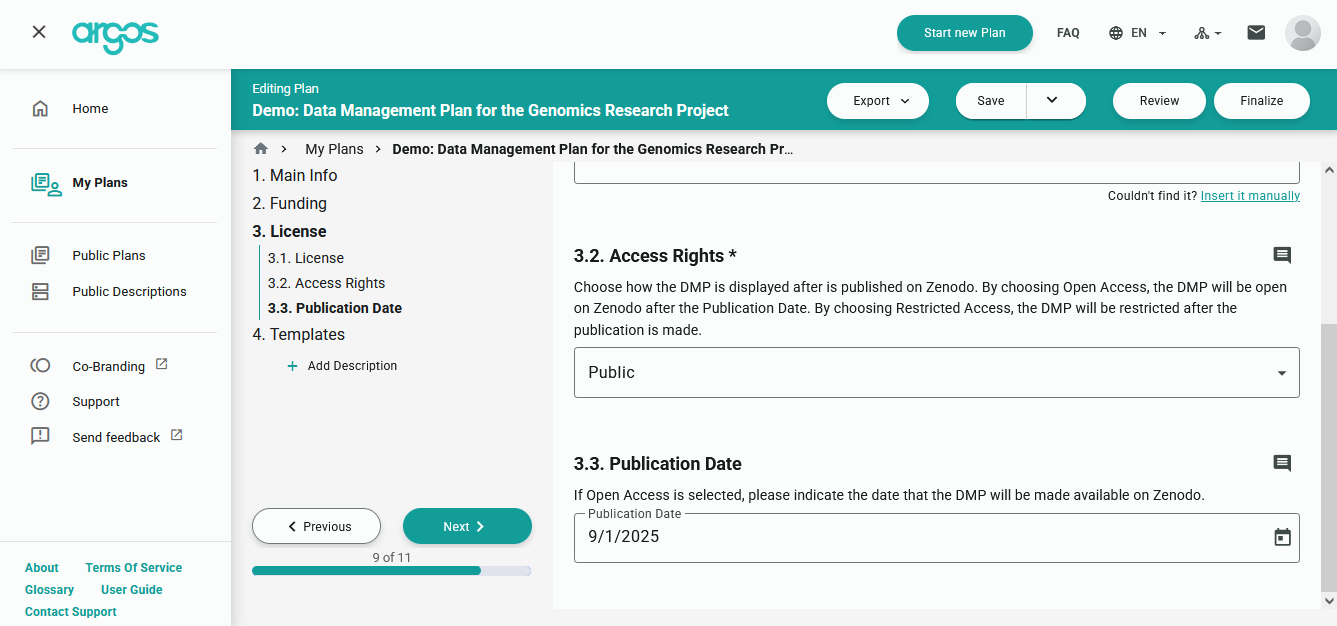 argos
Start new Plan
FAQ
EN
Home
My Plans
Public Plans
Public Descriptions
Co-Branding
Support
Send feedback
About
Terms Of Service
Glossary
User Guide
Contact Support
Editing Plan
Demo: Data Management Plan for the Genomics Research Project
Export
Save
Review
Finalize
My Plans
Demo: Data Management Plan for the Genomics Research Pr...
1. Main Info
2. Funding
3. License
3.1. License
3.2. Access Rights
3.3. Publication Date
4. Templates
+ Add Description
Previous
Next
9 of 11
Couldn't find it? Insert it manually
3.2. Access Rights *
Choose how the DMP is displayed after is published on Zenodo. By choosing Open Access, the DMP will be open
on Zenodo after the Publication Date. By choosing Restricted Access, the DMP will be restricted after the
publication is made.
Public
3.3. Publication Date
If Open Access is selected, please indicate the date that the DMP will be made available on Zenodo.
Publication Date
9/1/2025